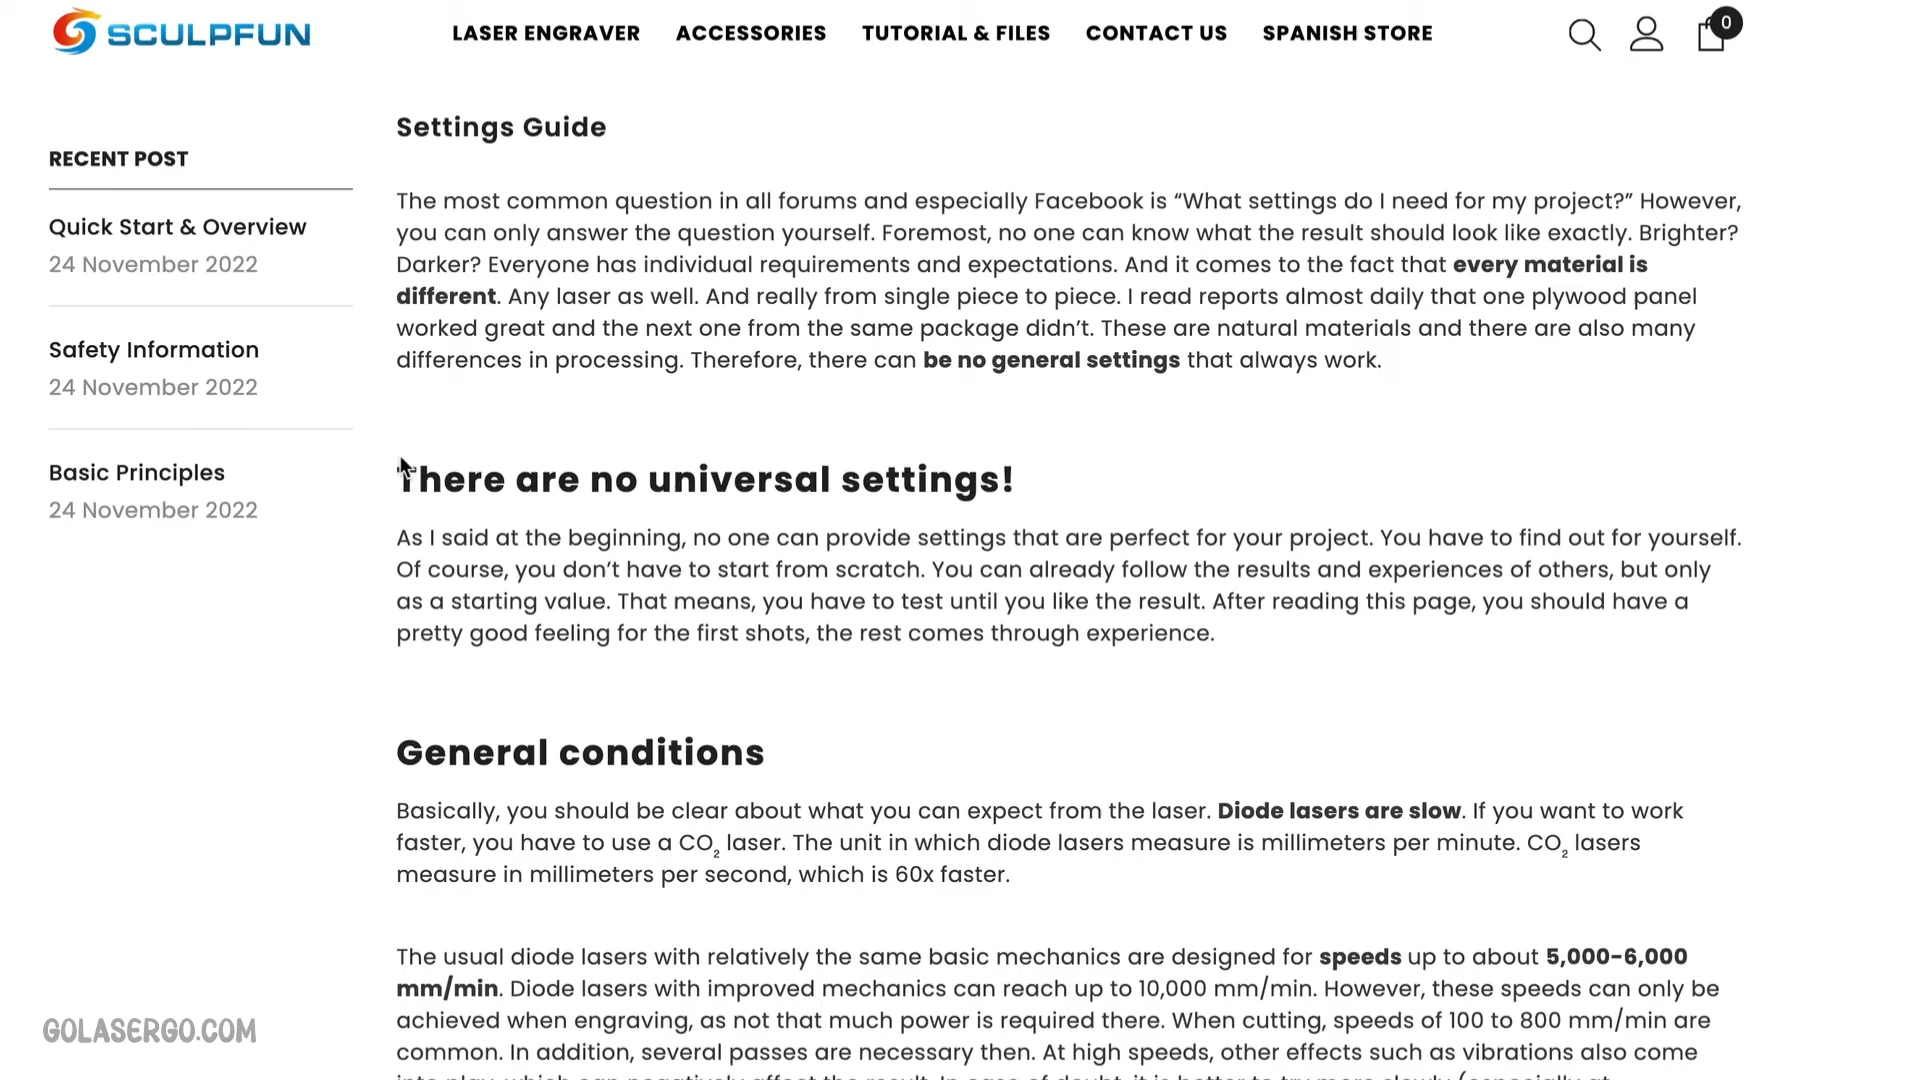 SCULPFUN
LASER ENGRAVER
ACCESSORIES
TUTORIAL & FILES
CONTACT US
SPANISH STORE
0
RECENT POST
Quick Start & Overview
24 November 2022
Safety Information
24 November 2022
Basic Principles
24 November 2022
Settings Guide
The most common question in all forums and especially Facebook is “What settings do I need for my project?” However,
you can only answer the question yourself. Foremost, no one can know what the result should look like exactly. Brighter?
Darker? Everyone has individual requirements and expectations. And it comes to the fact that every material is
different. Any laser as well. And really from single piece to piece. I read reports almost daily that one plywood panel
worked great and the next one from the same package didn’t. These are natural materials and there are also many
differences in processing. Therefore, there can be no general settings that always work.
There are no universal settings!
As I said at the beginning, no one can provide settings that are perfect for your project. You have to find out for yourself.
Of course, you don’t have to start from scratch. You can already follow the results and experiences of others, but only
as a starting value. That means, you have to test until you like the result. After reading this page, you should have a
pretty good feeling for the first shots, the rest comes through experience.
General conditions
Basically, you should be clear about what you can expect from the laser. Diode lasers are slow. If you want to work
faster, you have to use a CO₂ laser. The unit in which diode lasers measure is millimeters per minute. CO₂ lasers
measure in millimeters per second, which is 60x faster.
The usual diode lasers with relatively the same basic mechanics are designed for speeds up to about 5,000-6,000
mm/min. Diode lasers with improved mechanics can reach up to 10,000 mm/min. However, these speeds can only be
achieved when engraving, as not that much power is required there. When cutting, speeds of 100 to 800 mm/min are
common. In addition, several passes are necessary then. At high speeds, other effects such as vibrations also come
GOLASERGO.COM